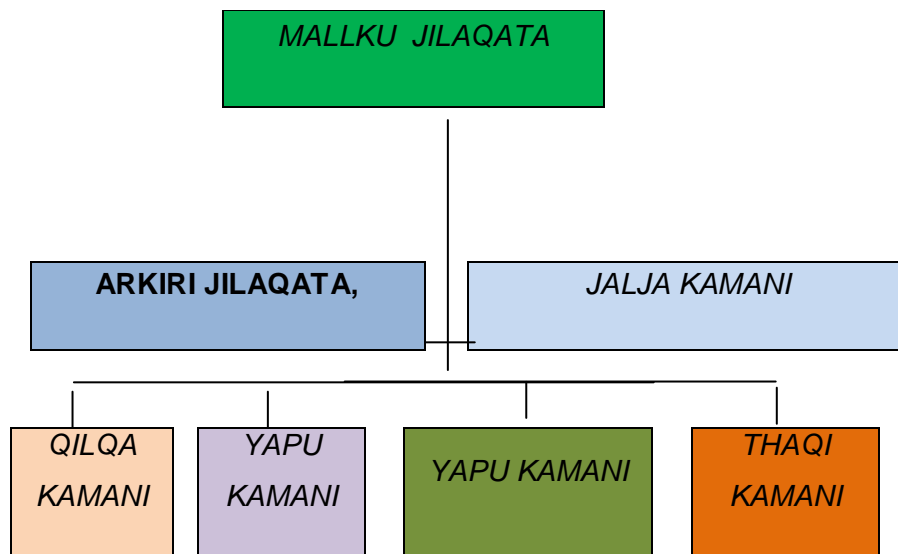 MALLKU JILAQATA
ARKIRI JILAQATA,
JALJA KAMANI
QILQA
KAMANI
YAPU
KAMANI
YAPU KAMANI
THAQI
KAMANI